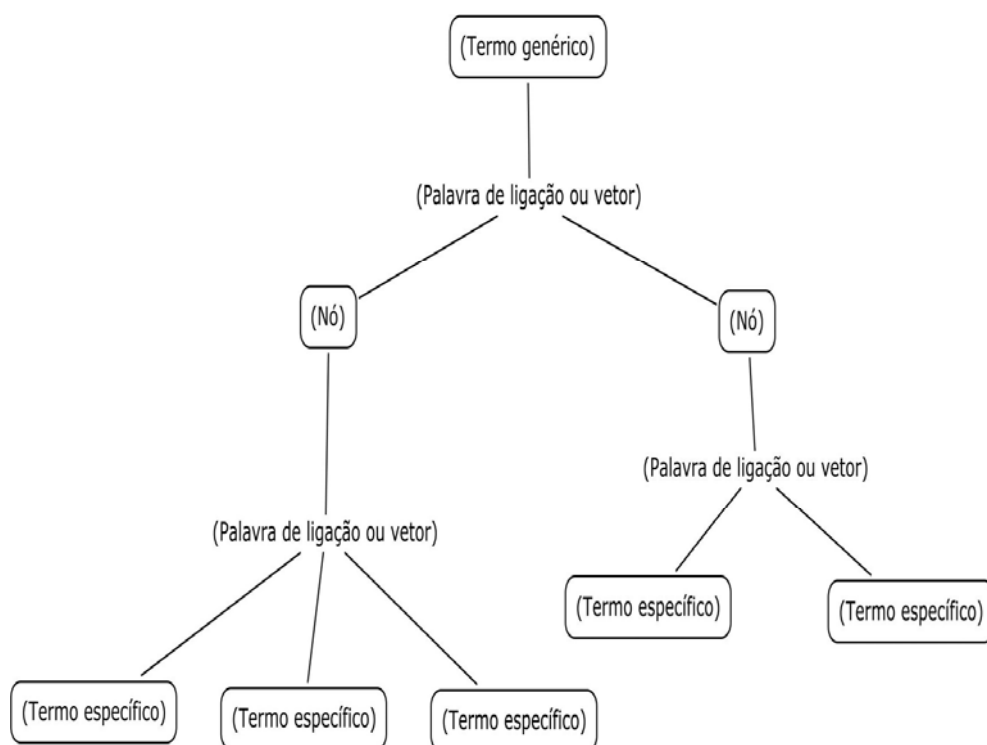 (Termo genérico)
(Palavra de ligação ou vetor)
(Nó)
(Nó)
(Palavra de ligação ou vetor)
(Palavra de ligação ou vetor)
(Termo específico)
(Termo específico)
(Termo específico)
(Termo específico)
(Termo específico)